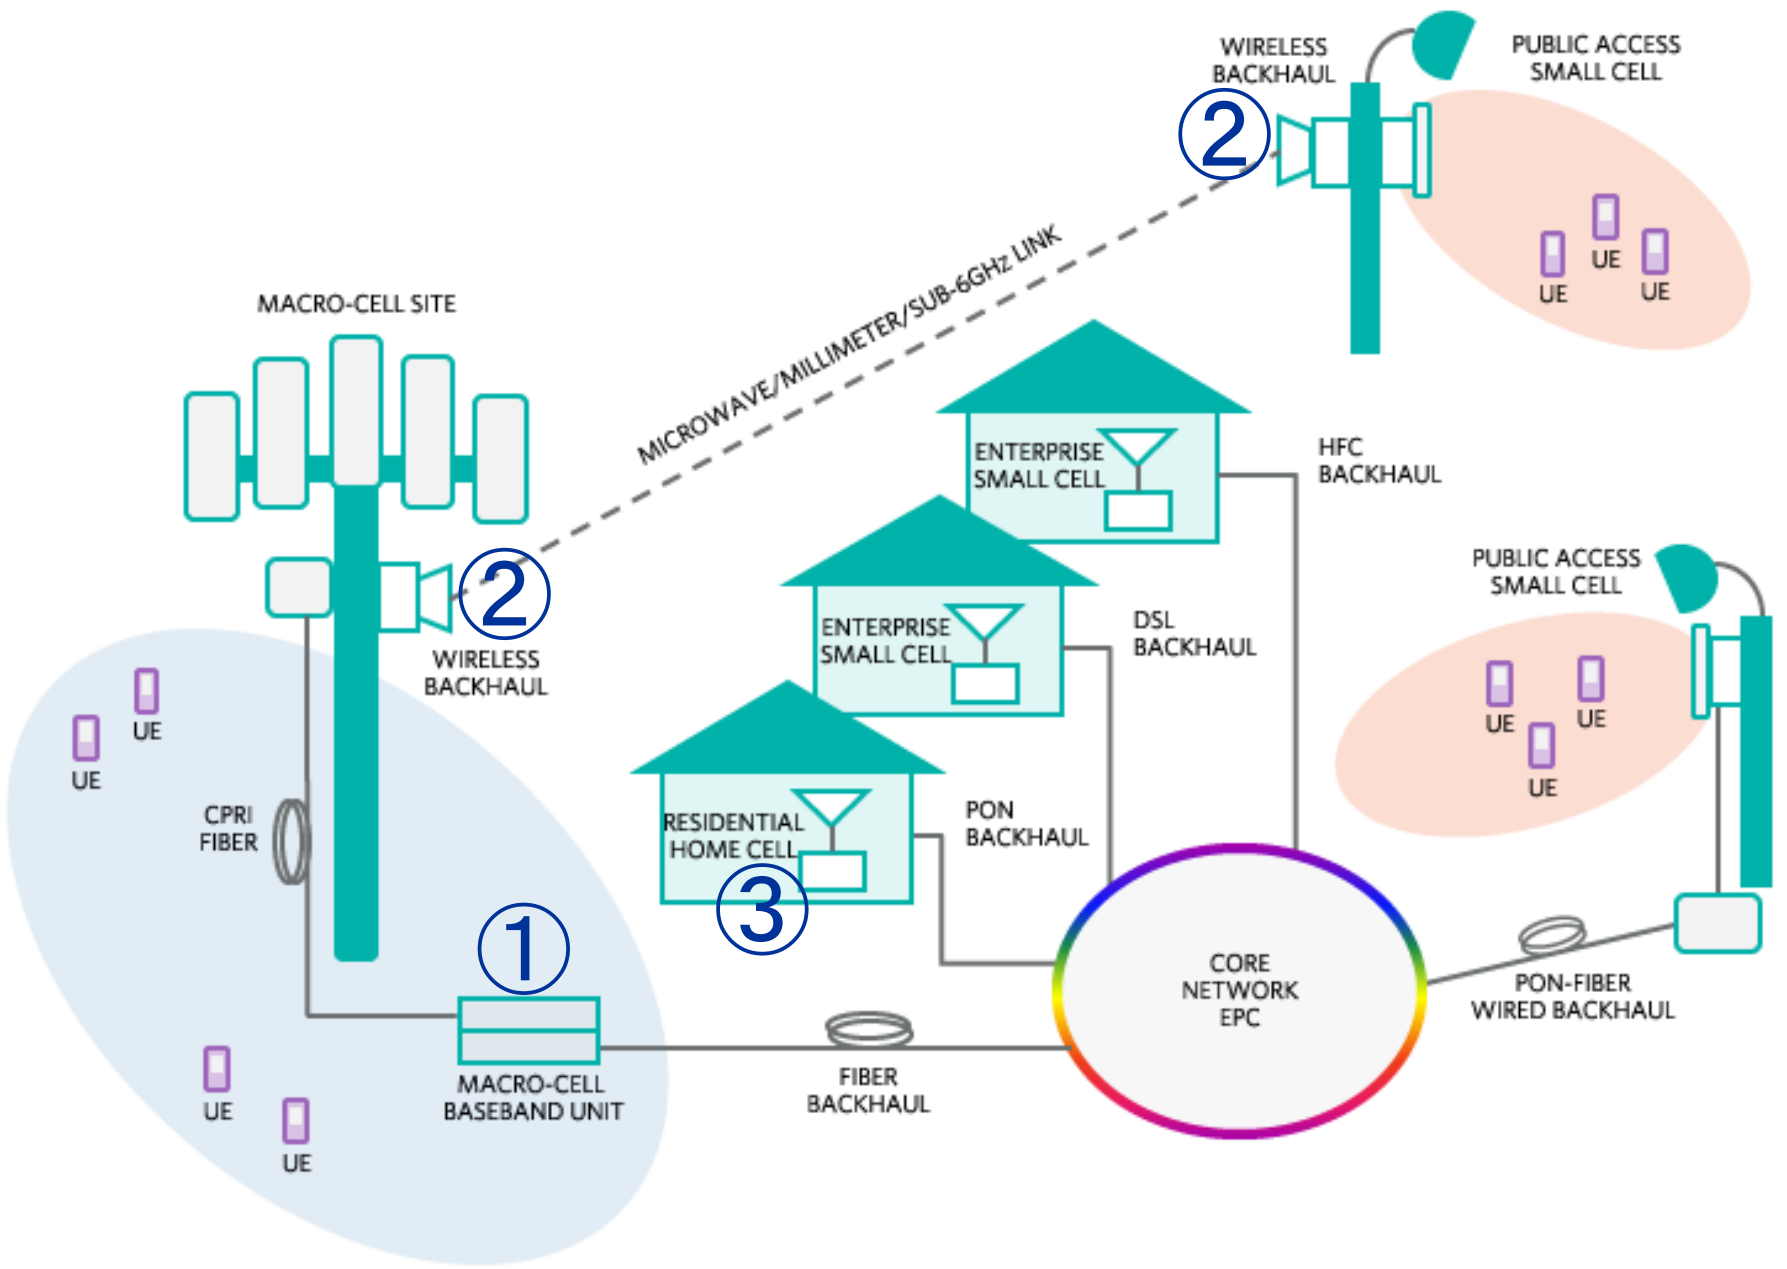 WIRELESS
BACKHAUL
PUBLIC ACCESS
SMALL CELL
②
UE
UE
UE
MICROWAVE/MILLIMETER/SUB-6GHz LINK
MACRO-CELL SITE
②
WIRELESS
BACKHAUL
ENTERPRISE
SMALL CELL
HFC
BACKHAUL
ENTERPRISE
SMALL CELL
DSL
BACKHAUL
RESIDENTIAL
HOME CELL
③
PON
BACKHAUL
PUBLIC ACCESS
SMALL CELL
UE
UE
UE
UE
UE
CPRI
FIBER
①
MACRO-CELL
BASEBAND UNIT
UE
UE
FIBER
BACKHAUL
CORE
NETWORK
EPC
PON-FIBER
WIRED BACKHAUL